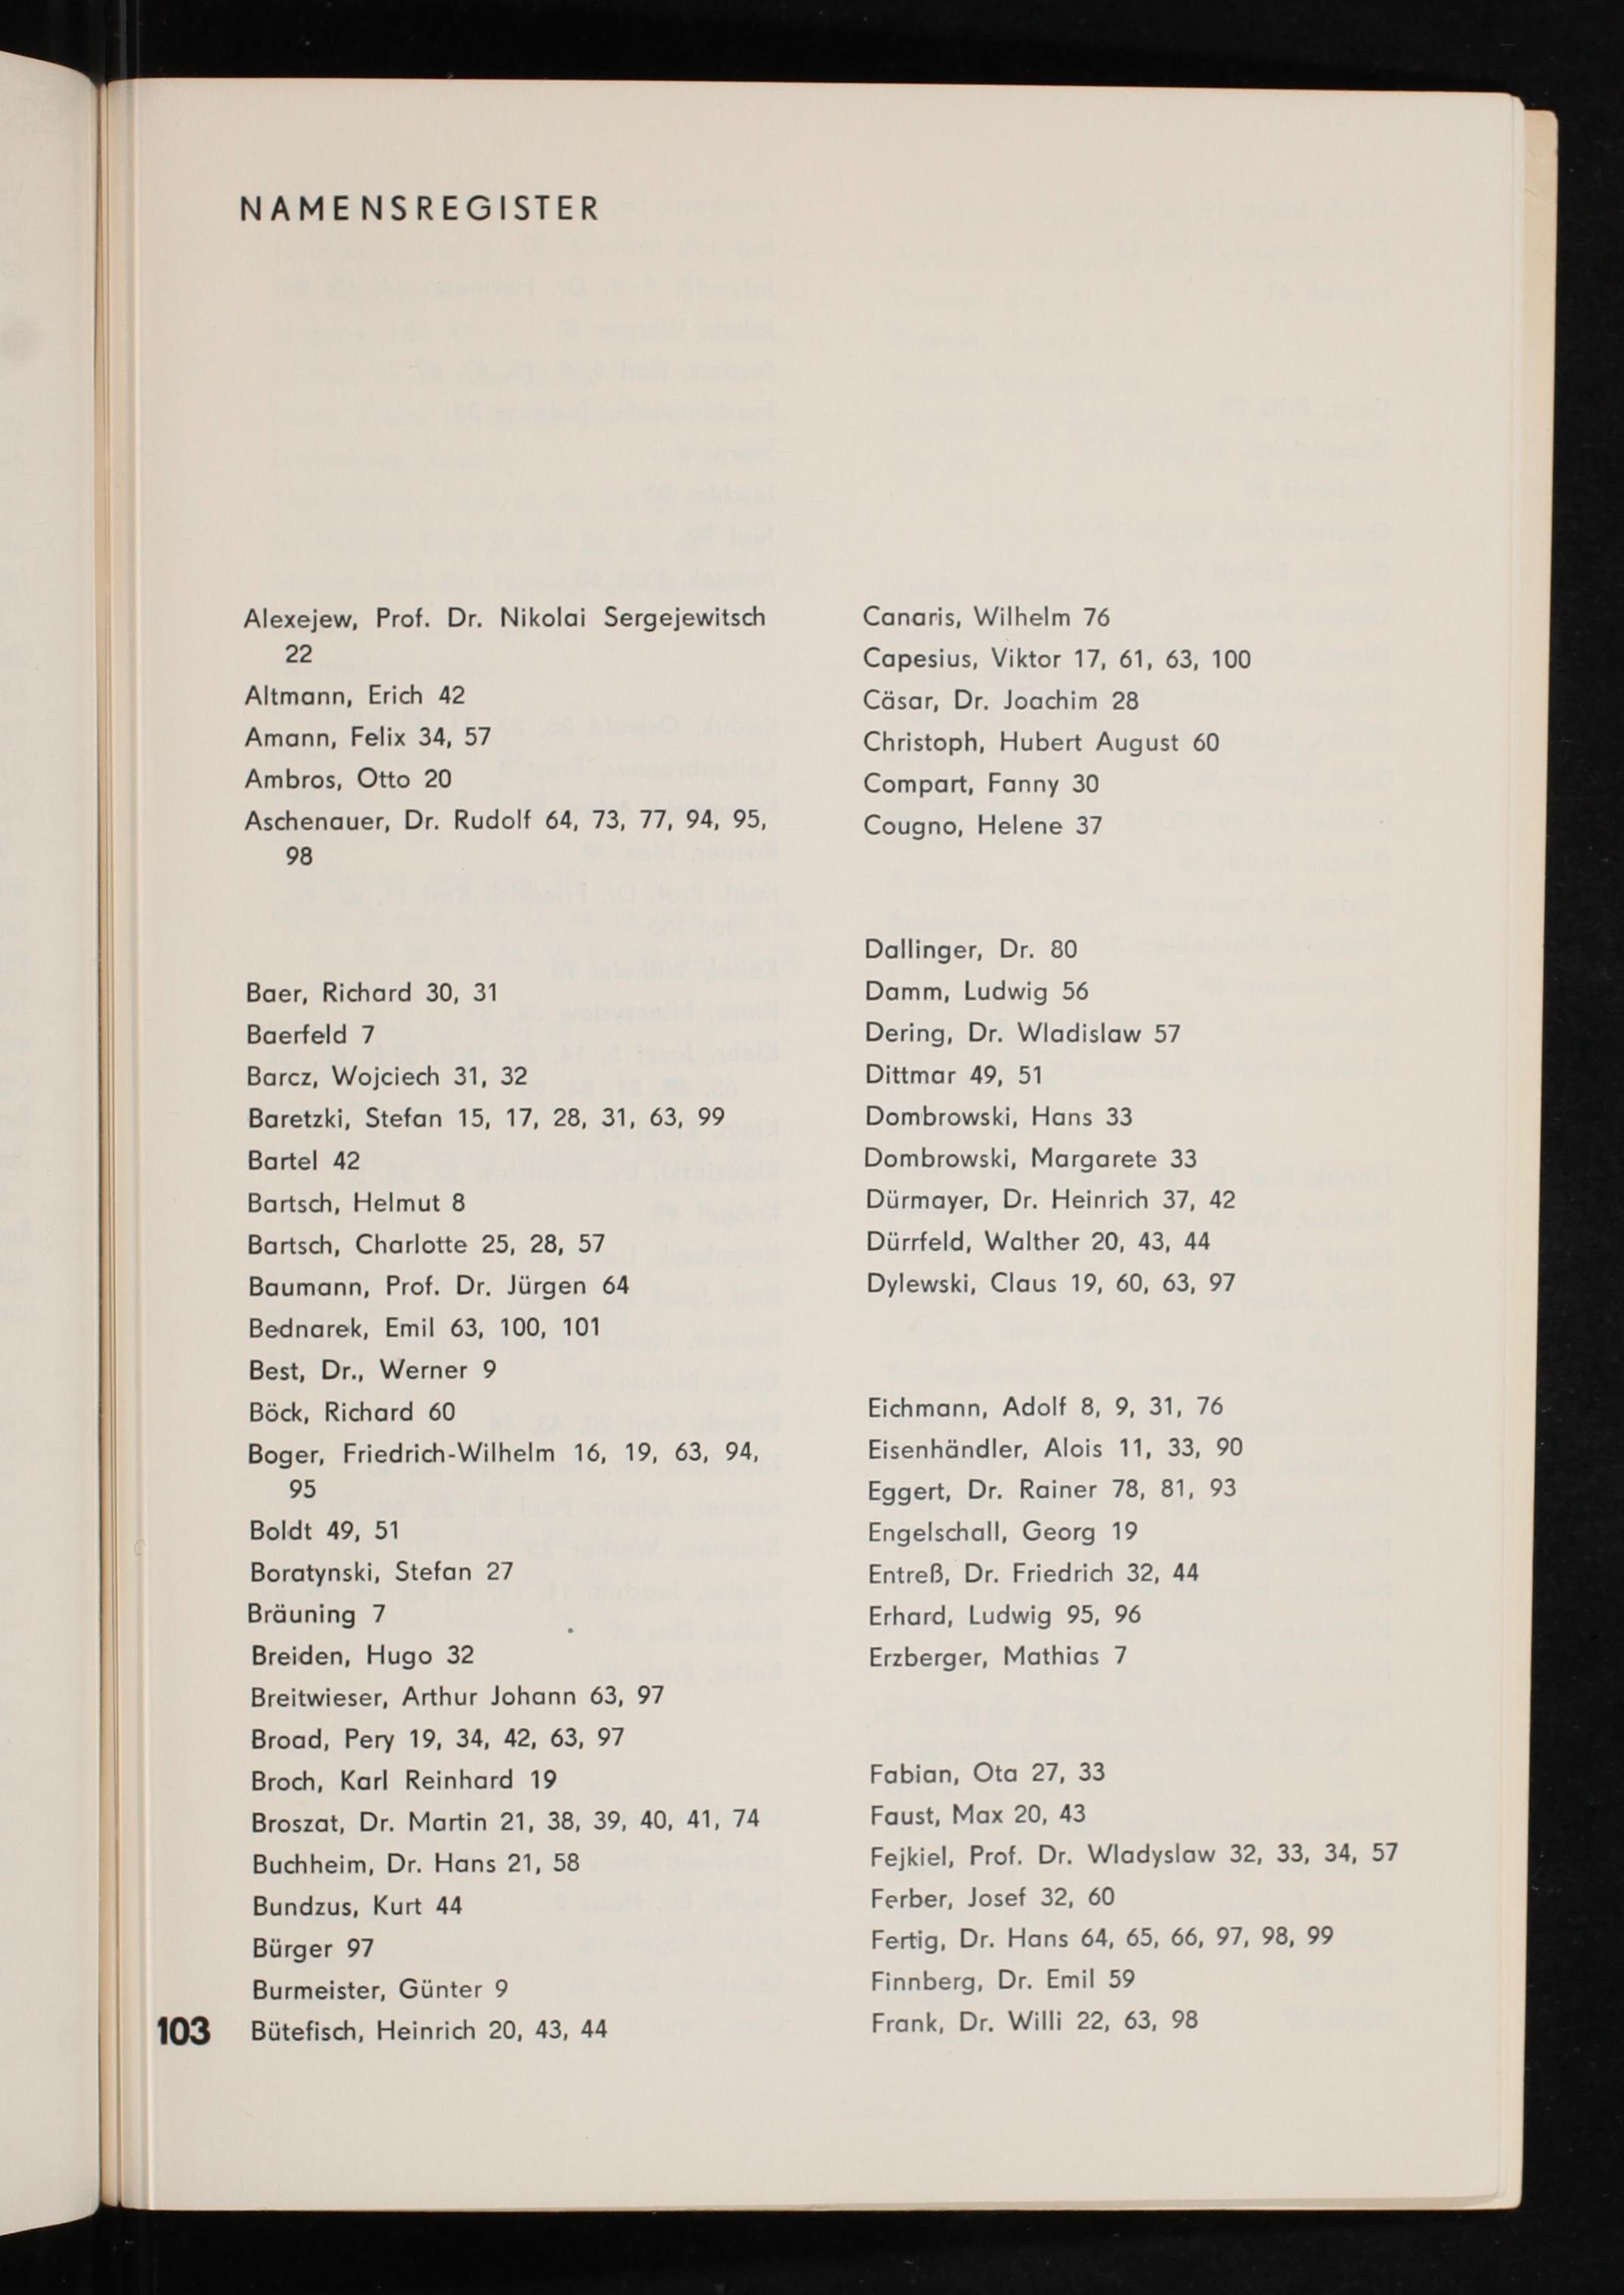 NAMENSREGISTER
Alexejew, Prof. Dr. Nikolai Sergejewitsch
22
Altmann, Erich 42
Amann, Felix 34, 57
Ambros, Otto 20
Aschenauer, Dr. Rudolf 64, 73, 77, 94, 95,
98
Baer, Richard 30, 31
Baerfeld 7
Barcz, Wojciech 31, 32
Baretzki, Stefan 15, 17, 28, 31, 63, 99
Bartel 42
Bartsch, Helmut 8
Bartsch, Charlotte 25, 28, 57
Baumann, Prof. Dr. Jürgen 64
Bednarek, Emil 63, 100, 101
Best, Dr., Werner 9
Böck, Richard 60
Boger, Friedrich-Wilhelm 16, 19, 63, 94,
95
Boldt 49, 51
Boratynski, Stefan 27
Bräuning 7
Breiden, Hugo 32
Breitwieser, Arthur Johann 63, 97
Broad, Pery 19, 34, 42, 63, 97
Broch, Karl Reinhard 19
Broszat, Dr. Martin 21, 38, 39, 40, 41, 74
Buchheim, Dr. Hans 21, 58
Bundzus, Kurt 44
Bürger 97
Burmeister, Günter 9
Bütefisch, Heinrich 20, 43, 44
103
Canaris, Wilhelm 76
Capesius, Viktor 17, 61, 63, 100
Cäsar, Dr. Joachim 28
Christoph, Hubert August 60
Compart, Fanny 30
Cougno, Helene 37
Dallinger, Dr. 80
Damm, Ludwig 56
Dering, Dr. Wladislaw 57
Dittmar 49, 51
Dombrowski, Hans 33
Dombrowski, Margarete 33
Dürmayer, Dr. Heinrich 37, 42
Dürrfeld, Walther 20, 43, 44
Dylewski, Claus 19, 60, 63, 97
Eichmann, Adolf 8, 9, 31, 76
Eisenhändler, Alois 11, 33, 90
Eggert, Dr. Rainer 78, 81, 93
Engelschall, Georg 19
Entreß, Dr. Friedrich 32, 44
Erhard, Ludwig 95, 96
Erzberger, Mathias 7
Fabian, Ota 27, 33
Faust, Max 20, 43
Fejkiel, Prof. Dr. Wladyslaw 32, 33, 34, 57
Ferber, Josef 32, 60
Fertig, Dr. Hans 64, 65, 66, 97, 98, 99
Finnberg, Dr. Emil 59
Frank, Dr. Willi 22, 63, 98